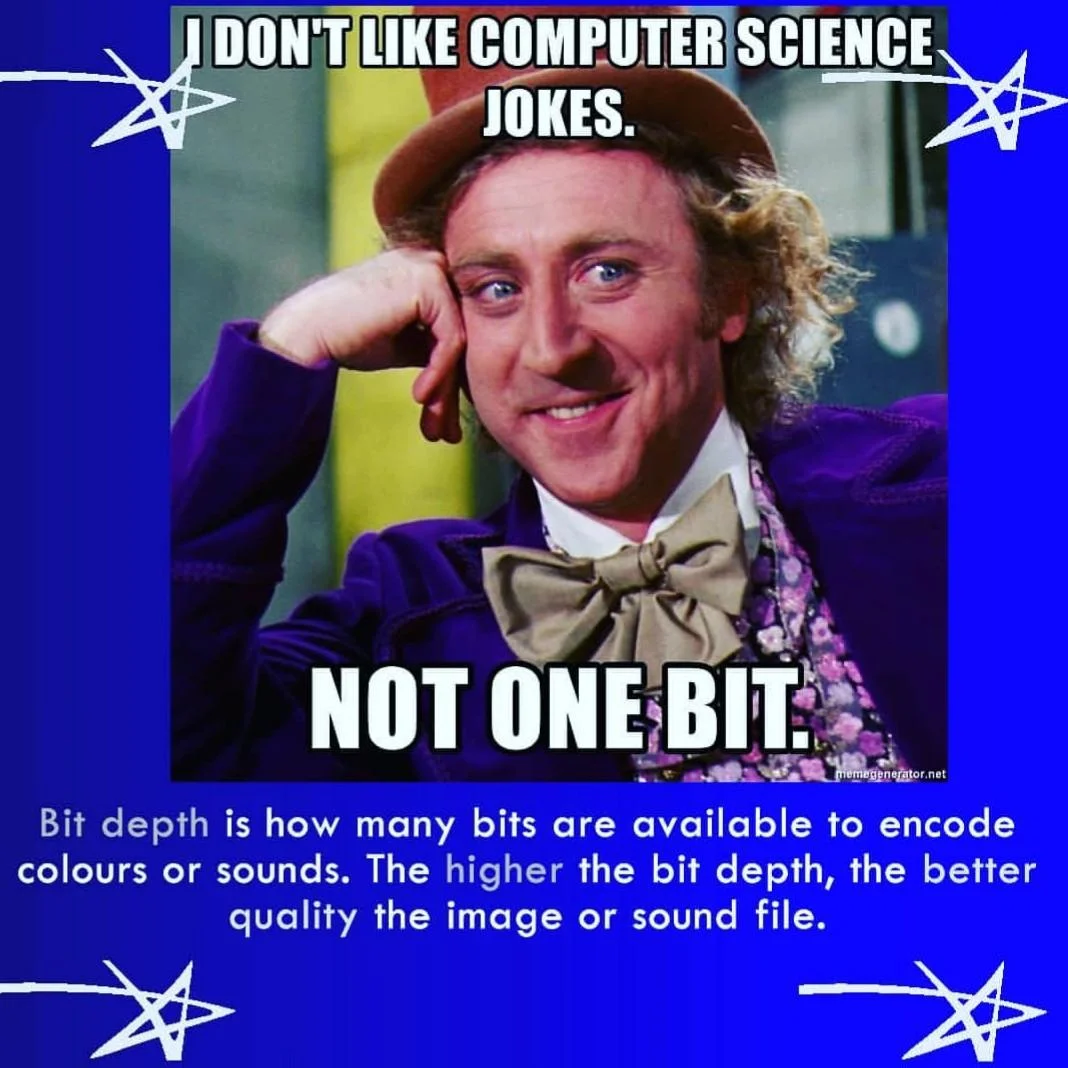 I DON'T LIKE COMPUTER SCIENCE
JOKES.
NOT ONE BIT.
memegenerator.net
Bit depth is how many bits are available to encode
colours or sounds. The higher the bit depth, the better
quality the image or sound file.